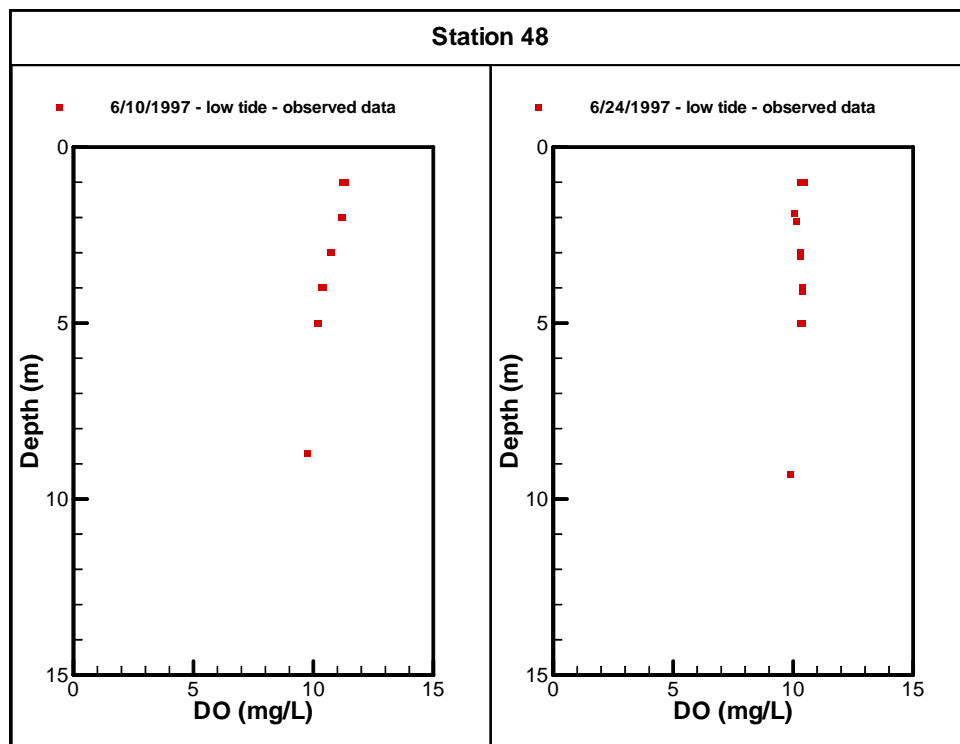 Station 48
6/10/1997 - low tide - observed data
0
5
10
15
Depth (m)
0
5
10
15
DO (mg/L)
6/24/1997 - low tide - observed data
0
5
10
15
Depth (m)
0
5
10
15
DO (mg/L)